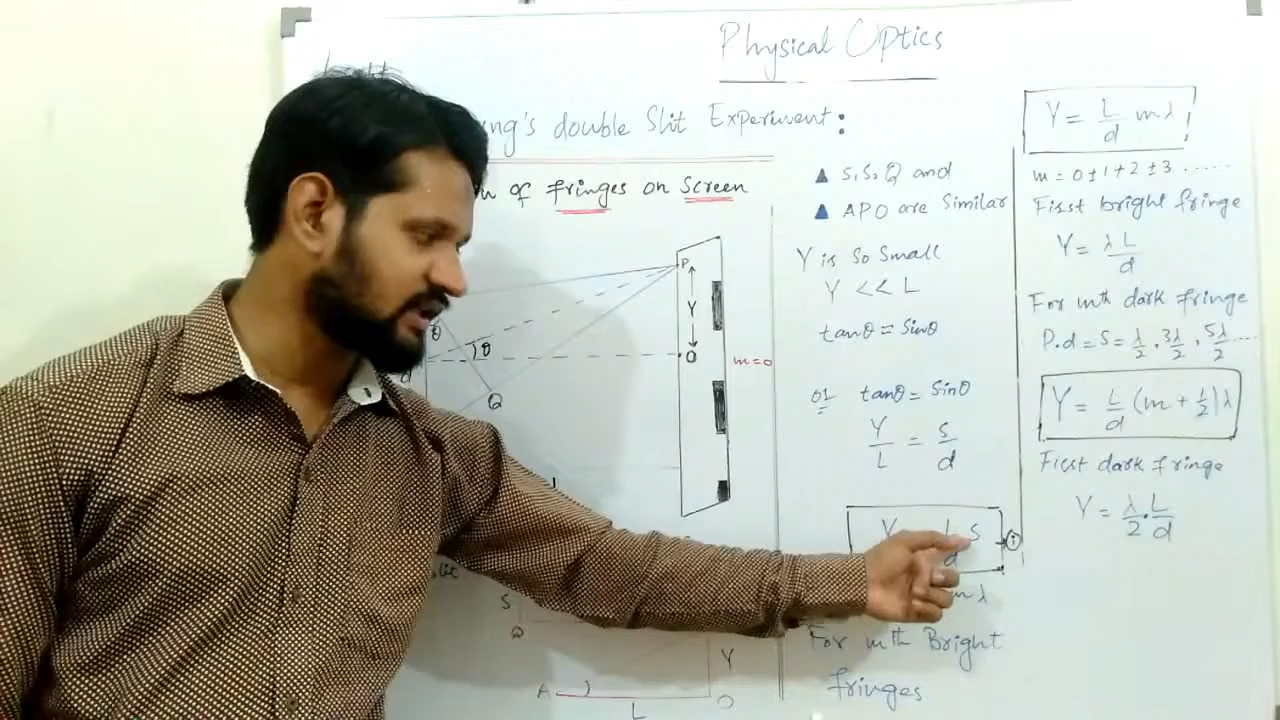 Physical Optics
ng's double Slit Experiment:
of fringes on Screen
P
Y
O
m=0
θ
θ
d
Q
L
slit
S
Q
A
L
Y
O
▲ S₁S₂Q and
▲ APO are Similar
Y is so small
Y << L
tanθ = Sinθ
01 tanθ = Sinθ
Y/L = S/d
Y L/d S → (i)
mλ
For mth Bright
fringes
Y = L/d mλ
m = 0 ± 1 + 2 ± 3 ......
First bright fringe
Y = λL/d
For mth dark fringe
P.d = S = λ/2, 3λ/2, 5λ/2 ...
Y = L/d (m + 1/2)λ
First dark fringe
Y = λ/2 . L/d